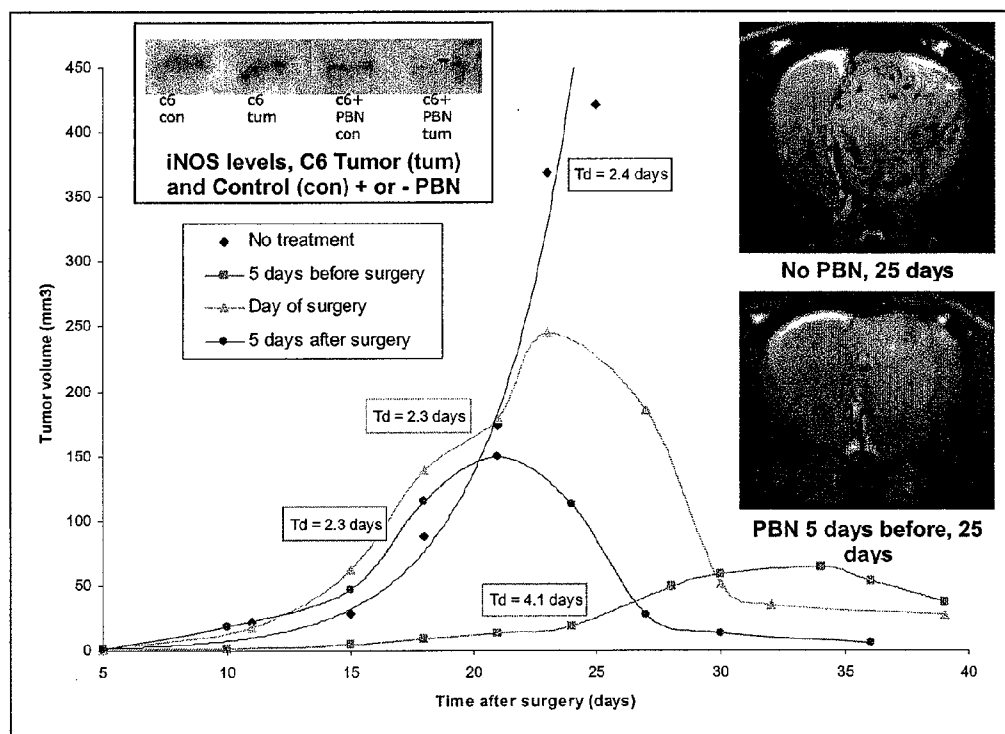 c6 con
c6 tum
c6+ PBN con
c6+ PBN tum
iNOS levels, C6 Tumor (tum)
and Control (con) + or - PBN
No treatment
5 days before surgery
Day of surgery
5 days after surgery
Td = 2.4 days
Td = 2.3 days
Td = 2.3 days
Td = 4.1 days
No PBN, 25 days
PBN 5 days before, 25
days
Tumor volume (mm3)
450
400
350
300
250
200
150
100
50
0
5
10
15
20
25
30
35
40
Time after surgery (days)